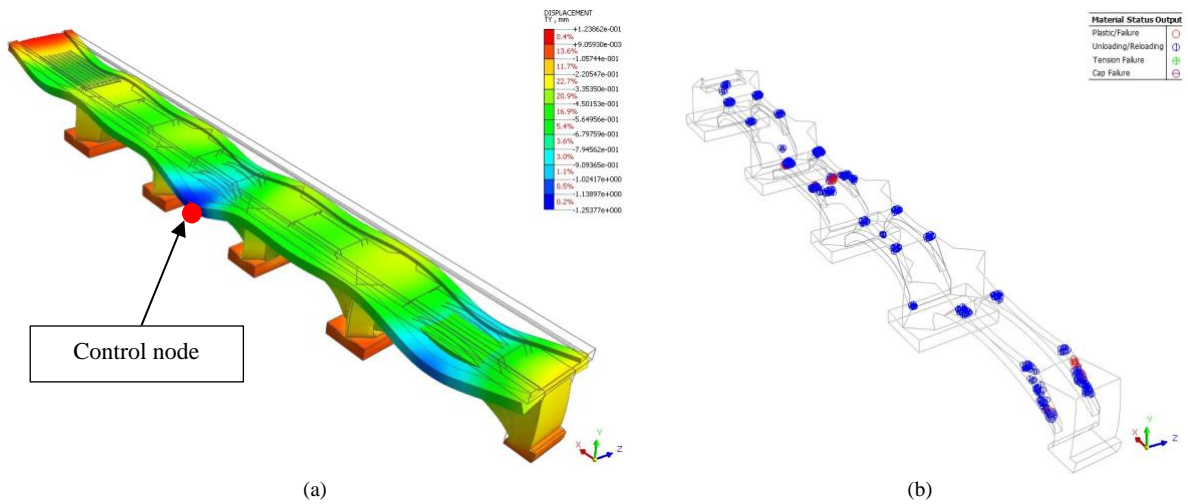 DISPLACEMENT
TY , mm
+1.23862e-001
0.4%
+9.05930e-003
13.6%
-1.05744e-001
11.7%
-2.20547e-001
22.7%
-3.35350e-001
20.9%
-4.50153e-001
16.9%
-5.64956e-001
5.4%
-6.79759e-001
3.6%
-7.94562e-001
3.0%
-9.09365e-001
1.1%
-1.02417e+000
0.5%
-1.13897e+000
0.2%
-1.25377e+000
Control node
X
Y
Z
(a)
Material Status Output
Plastic/Failure
Unloading/Reloading
Tension Failure
Cap Failure
X
Y
Z
(b)